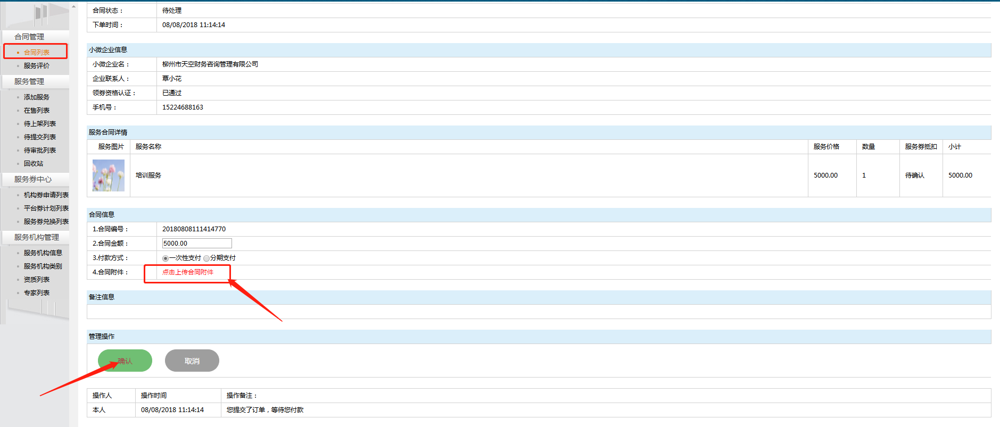 合同管理
合同列表
服务评价
服务管理
添加服务
在售列表
待上架列表
待提交列表
待审批列表
回收站
服务券中心
机构券申请列表
平台券计划列表
服务券兑换列表
服务机构管理
服务机构信息
服务机构类别
资质列表
专家列表
合同状态： 待处理
下单时间： 08/08/2018 11:14:14
小微企业信息
小微企业名： 柳州市天空财务咨询管理有限公司
企业联系人： 覃小花
领券资格认证： 已通过
手机号： 15224688163
服务合同详情
服务图片 服务名称 服务价格 数量 服务券抵扣 小计
培训服务 5000.00 1 待确认 5000.00
合同信息
1.合同编号： 20180808111414770
2.合同金额： 5000.00
3.付款方式： 一次性支付 分期支付
4.合同附件： 点击上传合同附件
备注信息
管理操作
确认 取消
操作人 操作时间 操作备注：
本人 08/08/2018 11:14:14 您提交了订单，等待您付款